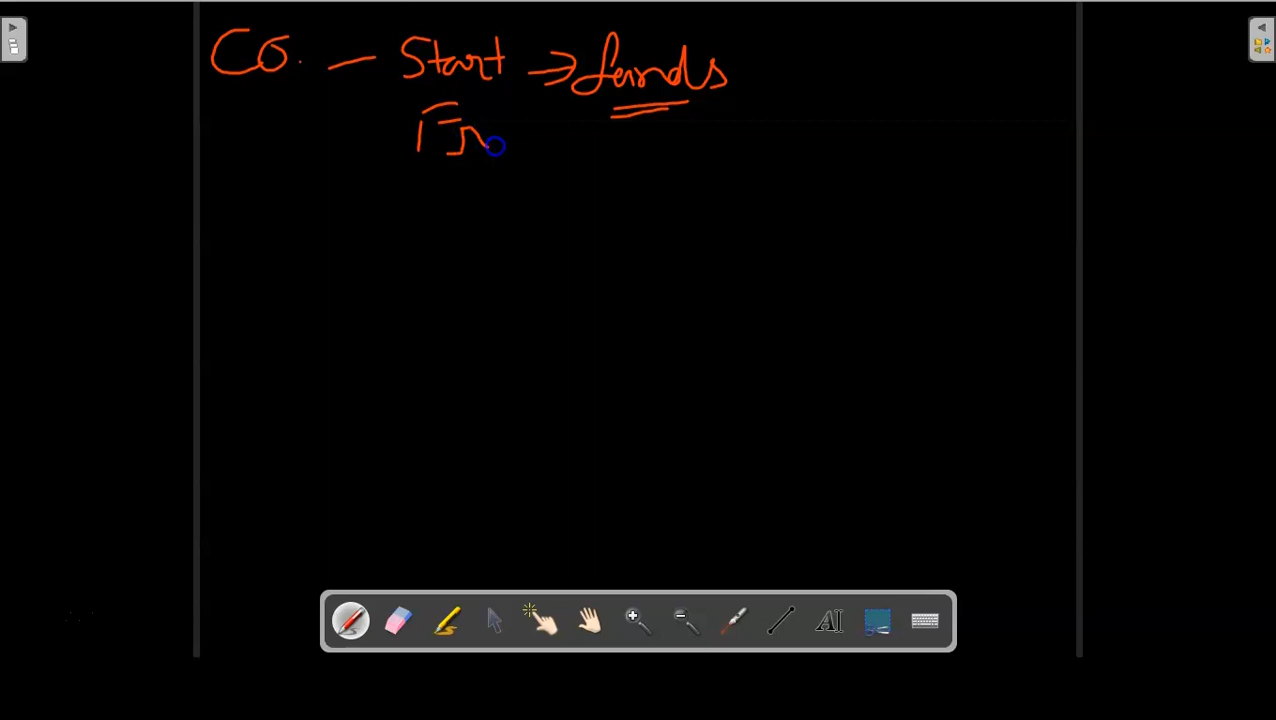 Co. – Start → funds